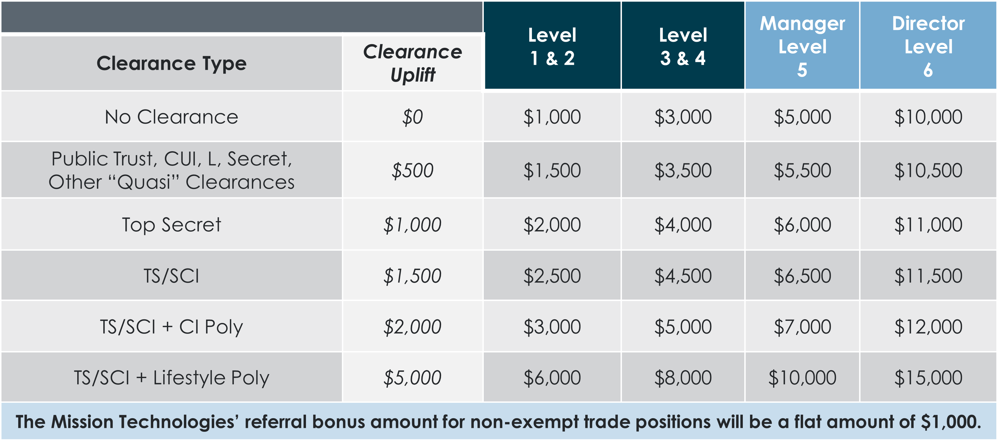 Clearance Type
Clearance
Uplift
Level
1 & 2
Level
3 & 4
Manager
Level
5
Director
Level
6
No Clearance
$0
$1,000
$3,000
$5,000
$10,000
Public Trust, CUI, L, Secret,
Other “Quasi” Clearances
$500
$1,500
$3,500
$5,500
$10,500
Top Secret
$1,000
$2,000
$4,000
$6,000
$11,000
TS/SCI
$1,500
$2,500
$4,500
$6,500
$11,500
TS/SCI + CI Poly
$2,000
$3,000
$5,000
$7,000
$12,000
TS/SCI + Lifestyle Poly
$5,000
$6,000
$8,000
$10,000
$15,000
The Mission Technologies’ referral bonus amount for non-exempt trade positions will be a flat amount of $1,000.